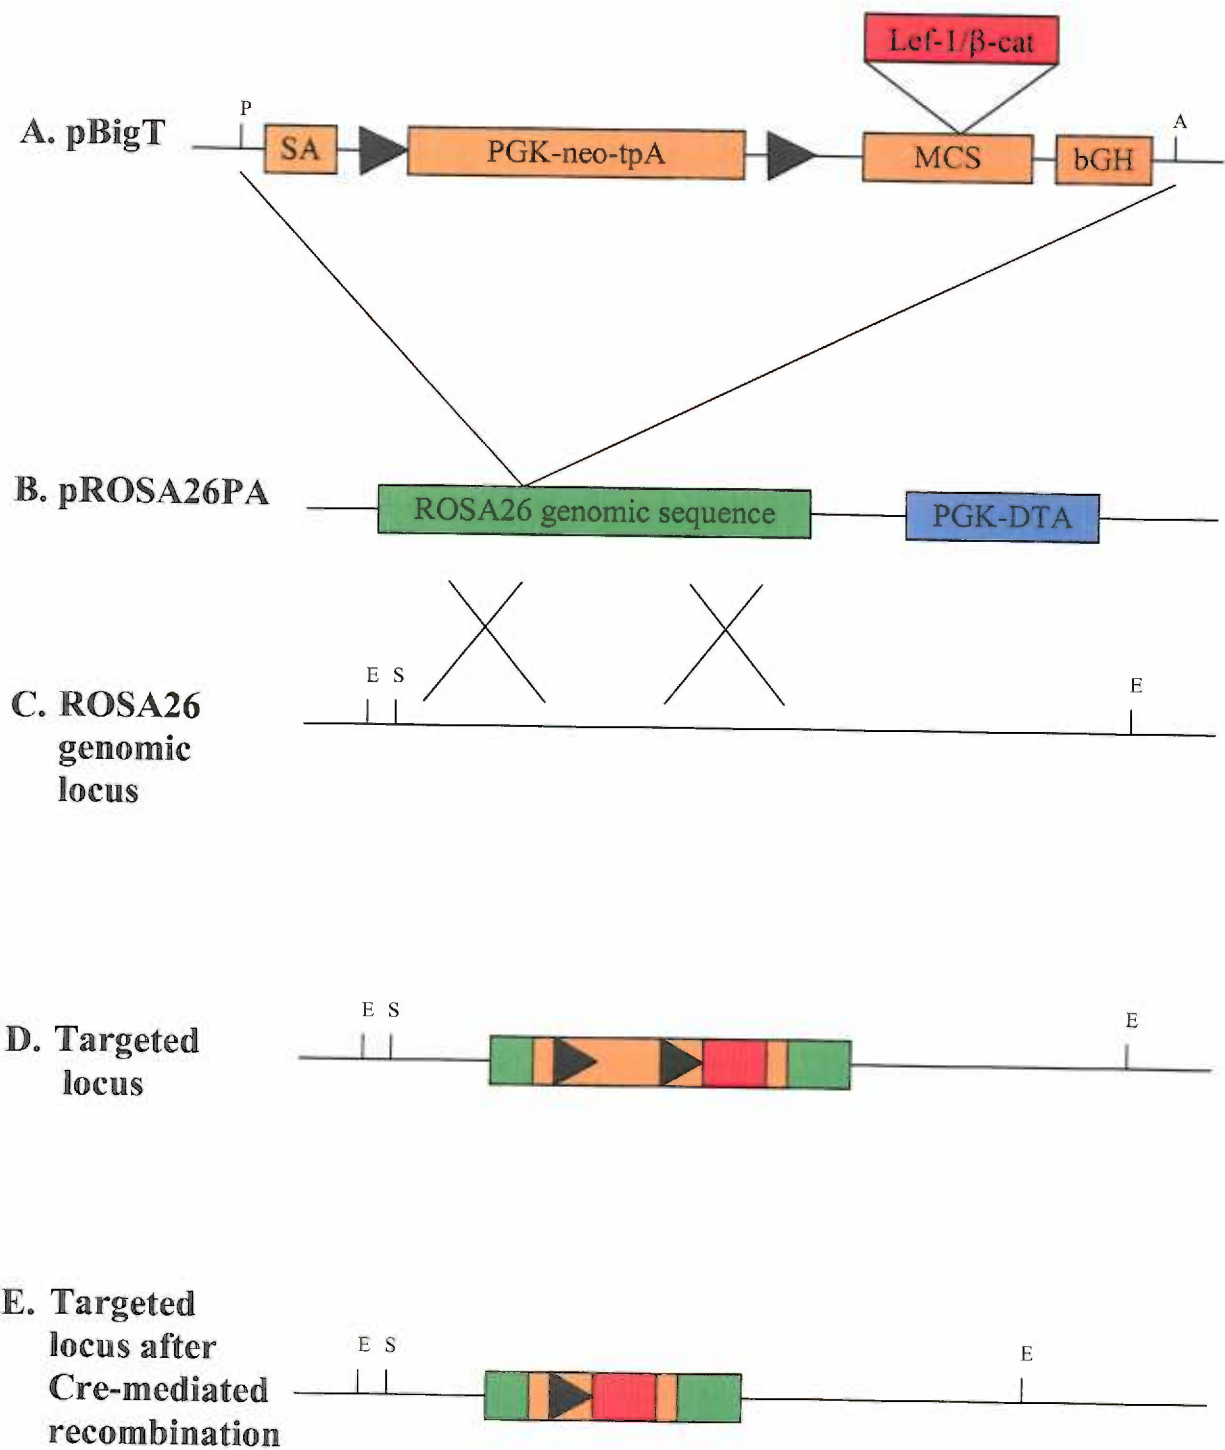 Lef-1/β-cat
P
A
A. pBigT
SA
PGK-neo-tpA
MCS
bGH
B. pROSA26PA
ROSA26 genomic sequence
PGK-DTA
E S
E
C. ROSA26
genomic
locus
E S
E
D. Targeted
locus
E. Targeted
locus after
Cre-mediated
recombination
E S
E